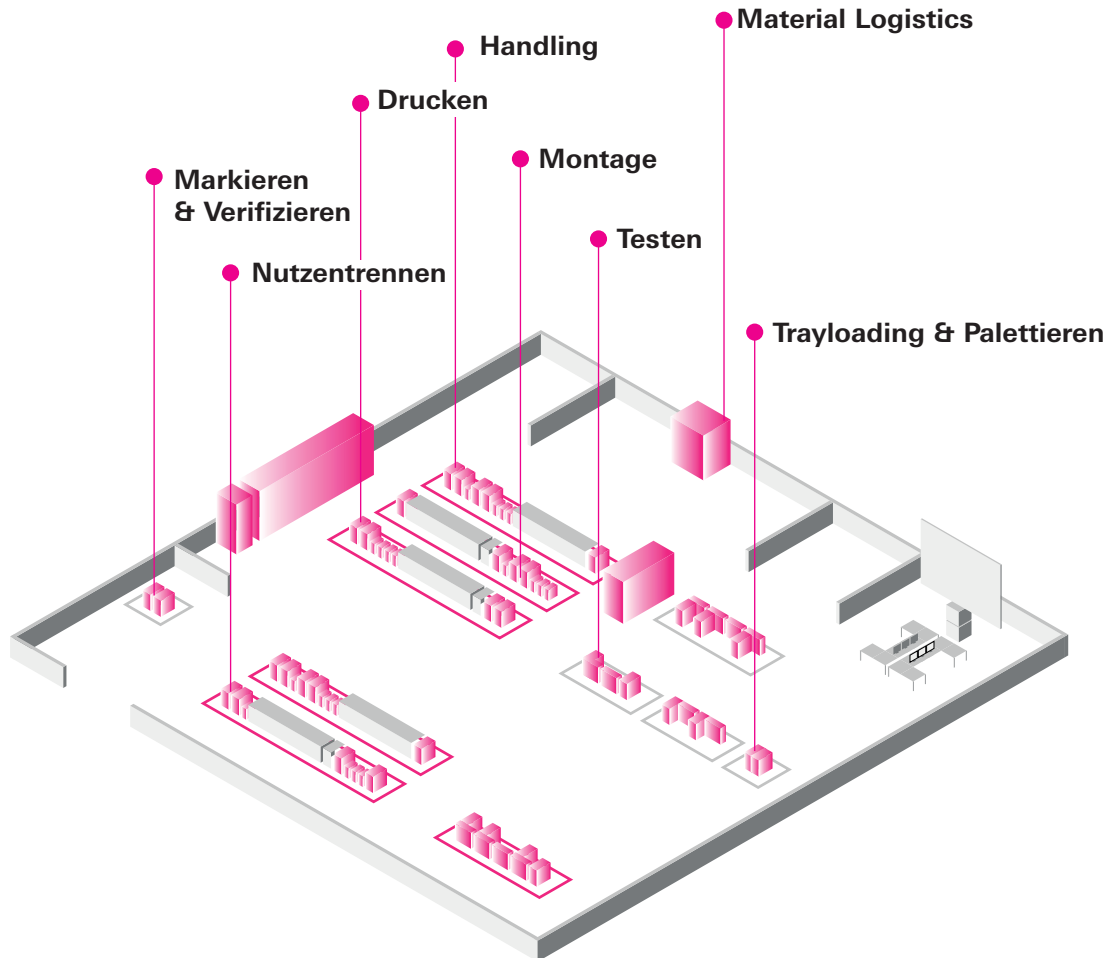 Material Logistics
Handling
Drucken
Montage
Markieren
& Verifizieren
Testen
Nutzentrennen
Trayloading & Palettieren